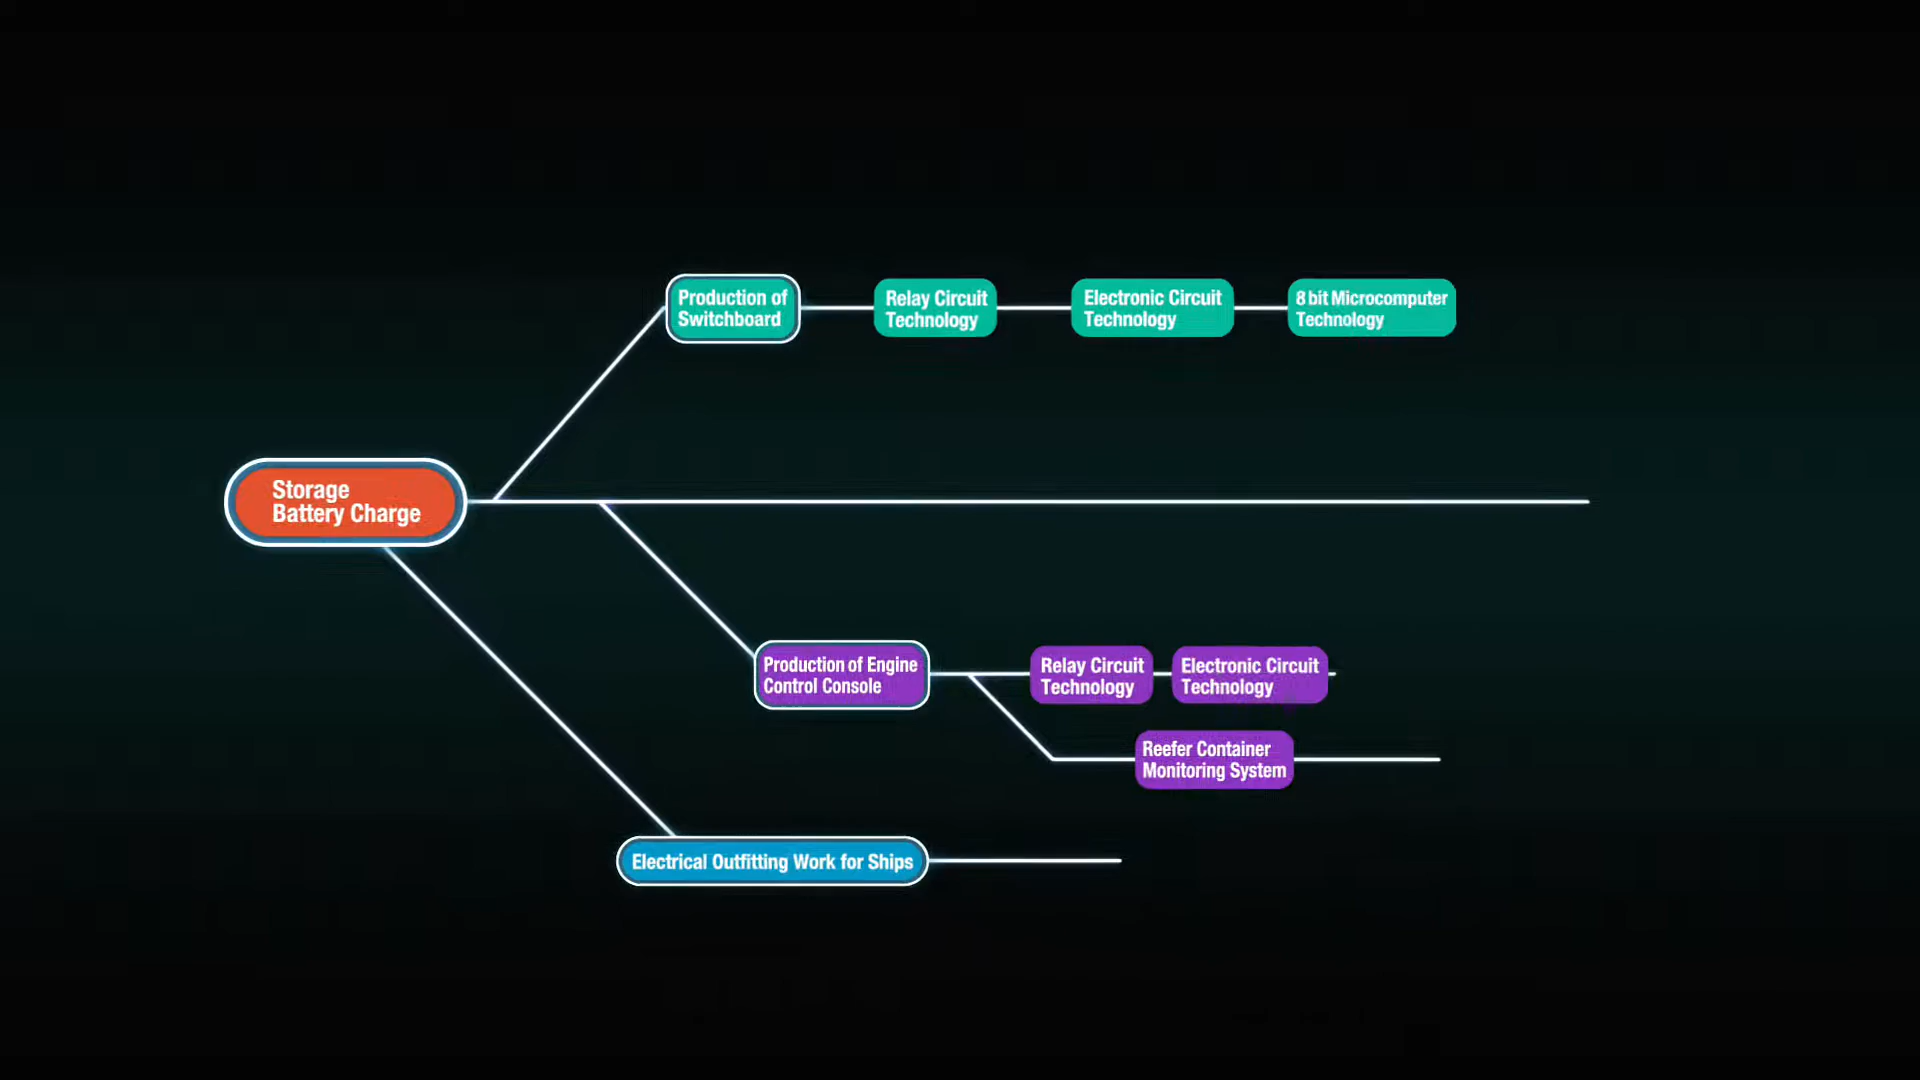 Production of
Switchboard
Relay Circuit
Technology
Electronic Circuit
Technology
8 bit Microcomputer
Technology
Storage
Battery Charge
Production of Engine
Control Console
Relay Circuit
Technology
Electronic Circuit
Technology
Reefer Container
Monitoring System
Electrical Outfitting Work for Ships